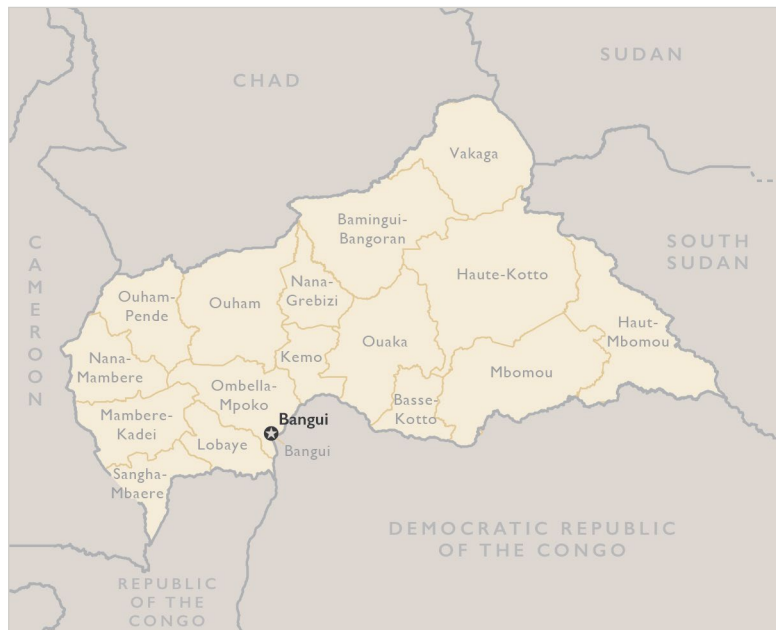 SUDAN
CHAD
Vakaga
Bamingui-
Bangoran
SOUTH
SUDAN
CAMEROON
Haute-Kotto
Nana-
Grebizi
Ouham-
Pende
Ouham
Haut-
Mbomou
Ouaka
Kemo
Nana-
Mambere
Mbomou
Ombella-
Mpoko
Basse-
Kotto
Mambere-
Kadei
Bangui
Lobaye
Bangui
Sangha-
Mbaere
DEMOCRATIC REPUBLIC
OF THE CONGO
REPUBLIC
OF THE
CONGO